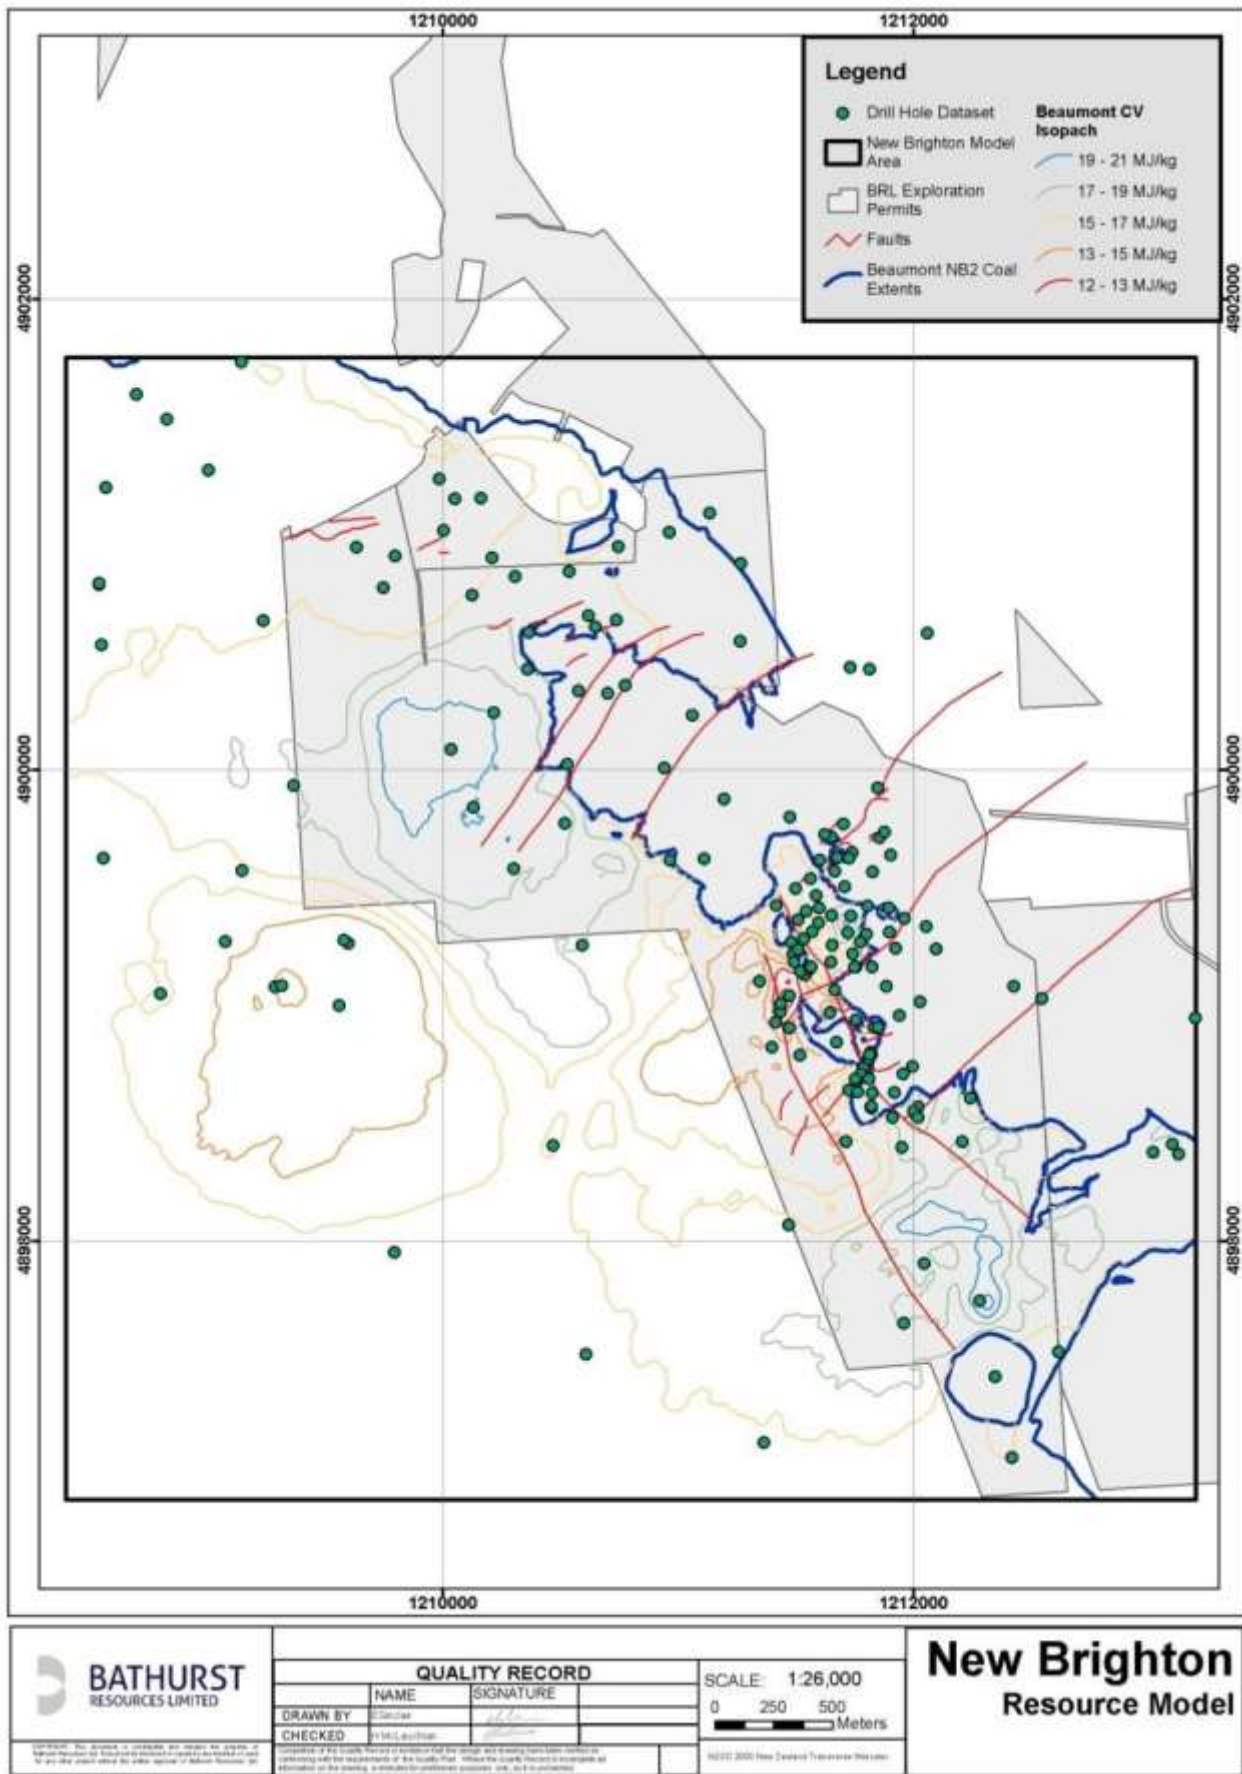 1210000
1212000
Legend
Drill Hole Dataset
New Brighton Model
Area
BRL Exploration
Permits
Faults
Beaumont NB2 Coal
Extents
Beaumont CV
Isopach
19 - 21 MJ/kg
17 - 19 MJ/kg
15 - 17 MJ/kg
13 - 15 MJ/kg
12 - 13 MJ/kg
4902000
4902000
4900000
4900000
4898000
4898000
1210000
1212000
BATHURST
RESOURCES LIMITED
QUALITY RECORD
NAME
SIGNATURE
DRAWN BY
CHECKED
SCALE: 1:26,000
0 250 500
Meters
New Brighton
Resource Model